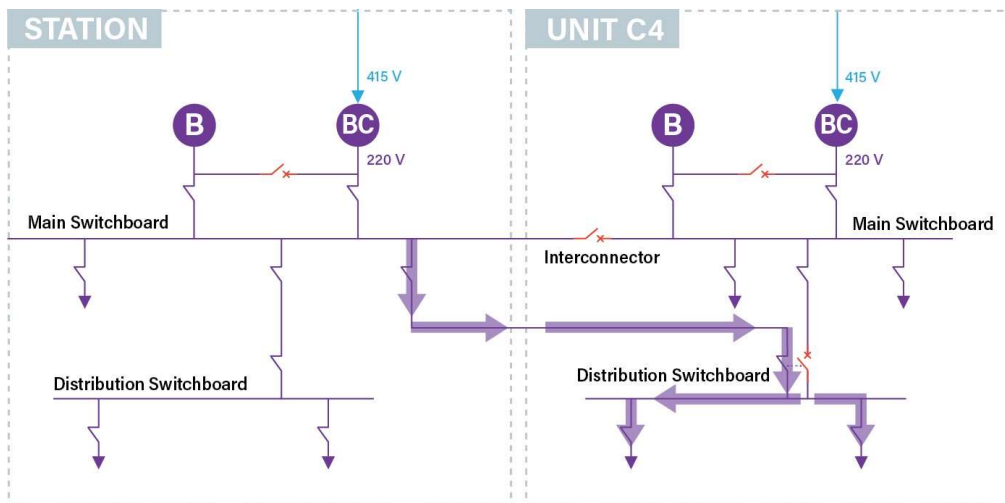 STATION
UNIT C4
415 V
415 V
B
BC
B
BC
220 V
220 V
Main Switchboard
Main Switchboard
Interconnector
Distribution Switchboard
Distribution Switchboard